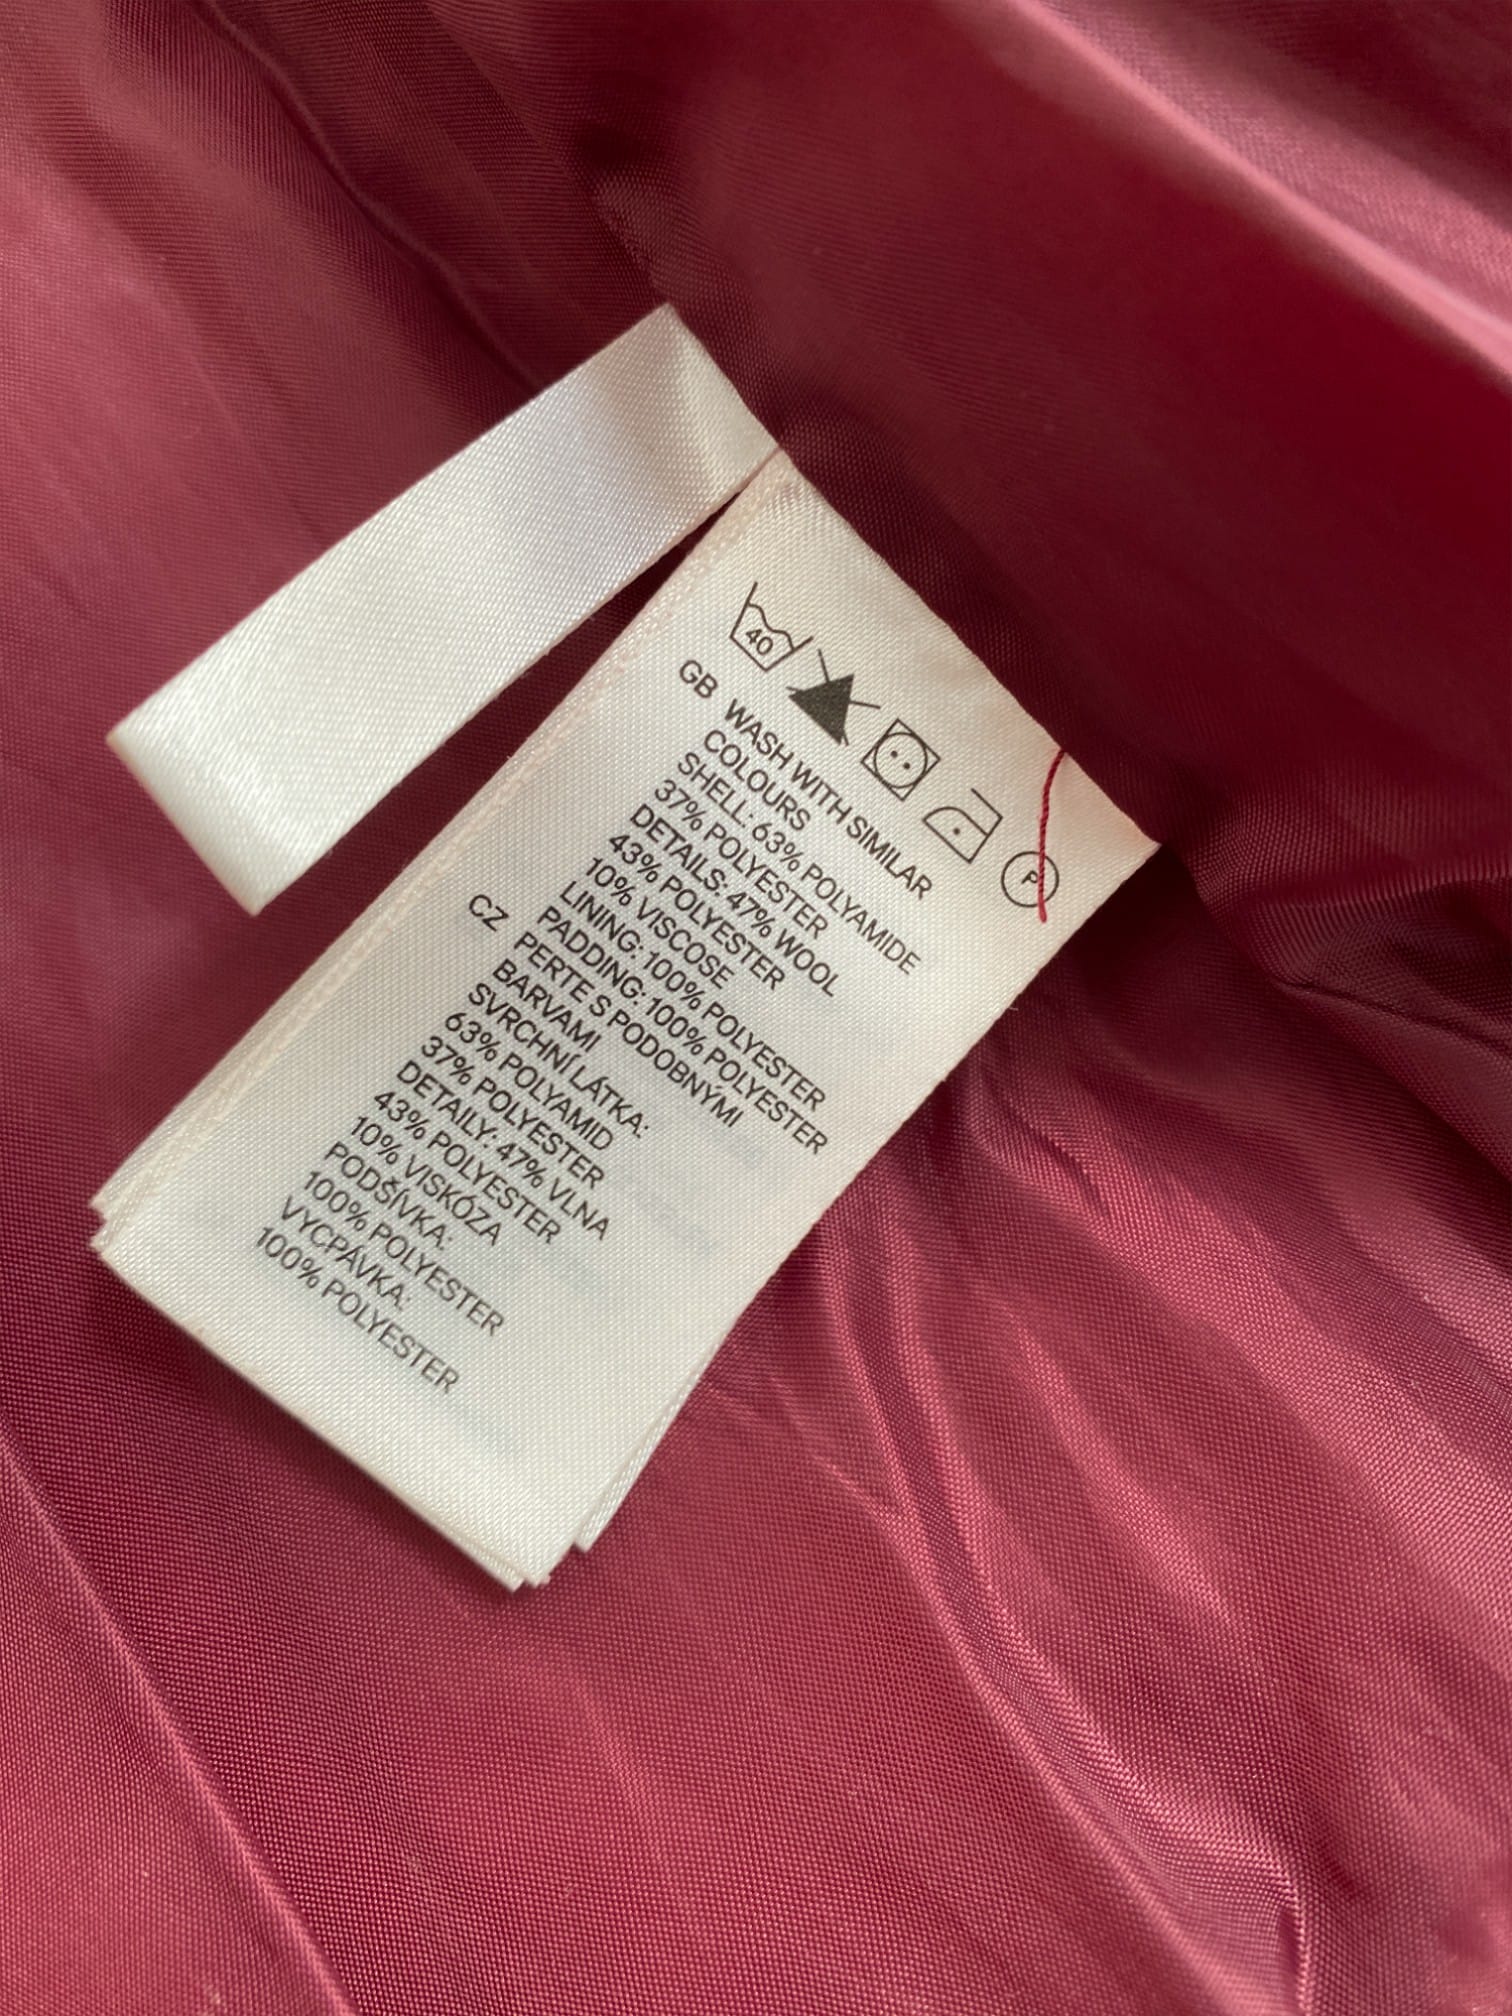 40
P
GB WASH WITH SIMILAR
COLOURS
SHELL: 63% POLYAMIDE
37% POLYESTER
DETAILS: 47% WOOL
43% POLYESTER
10% VISCOSE
LINING: 100% POLYESTER
PADDING: 100% POLYESTER
CZ PERTE S PODOBNÝMI
BARVAMI
SVRCHNÍ LÁTKA:
63% POLYAMID
37% POLYESTER
DETAILY: 47% VLNA
43% POLYESTER
10% VISKÓZA
PODŠÍVKA:
100% POLYESTER
VYCPÁVKA:
100% POLYESTER